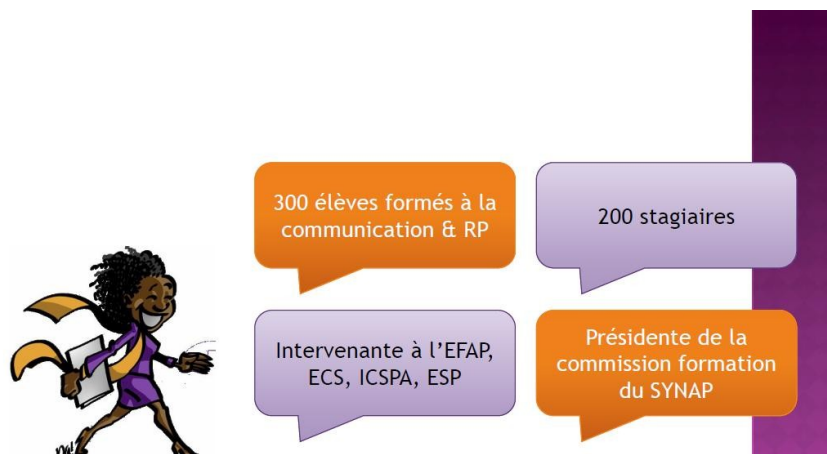 300 élèves formés à la
communication & RP
200 stagiaires
Intervenante à l’EFAP,
ECS, ICSPA, ESP
Présidente de la
commission formation
du SYNAP